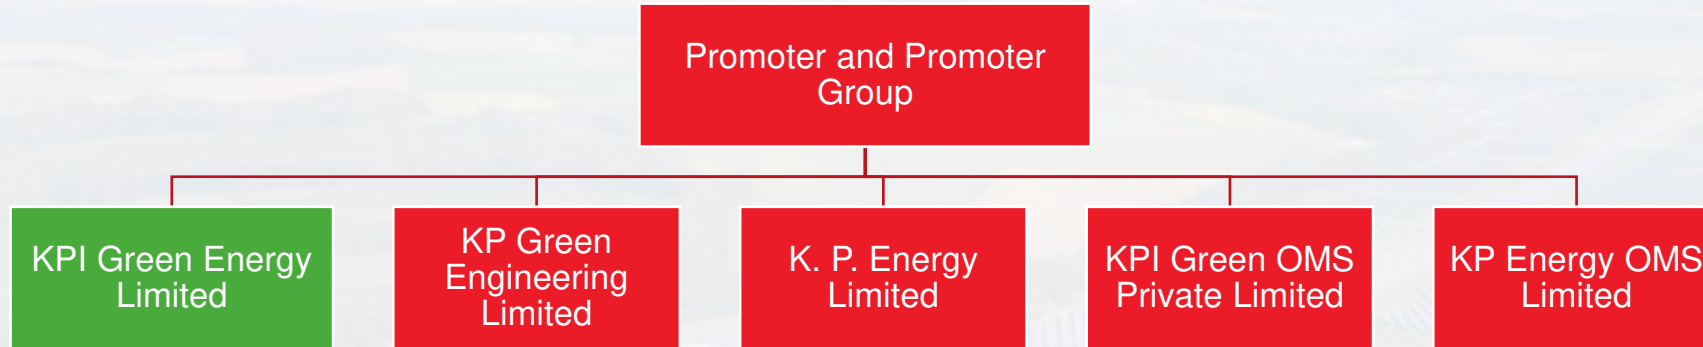 Promoter and Promoter
Group
KPI Green Energy
Limited
KP Green
Engineering
Limited
K. P. Energy
Limited
KPI Green OMS
Private Limited
KP Energy OMS
Limited